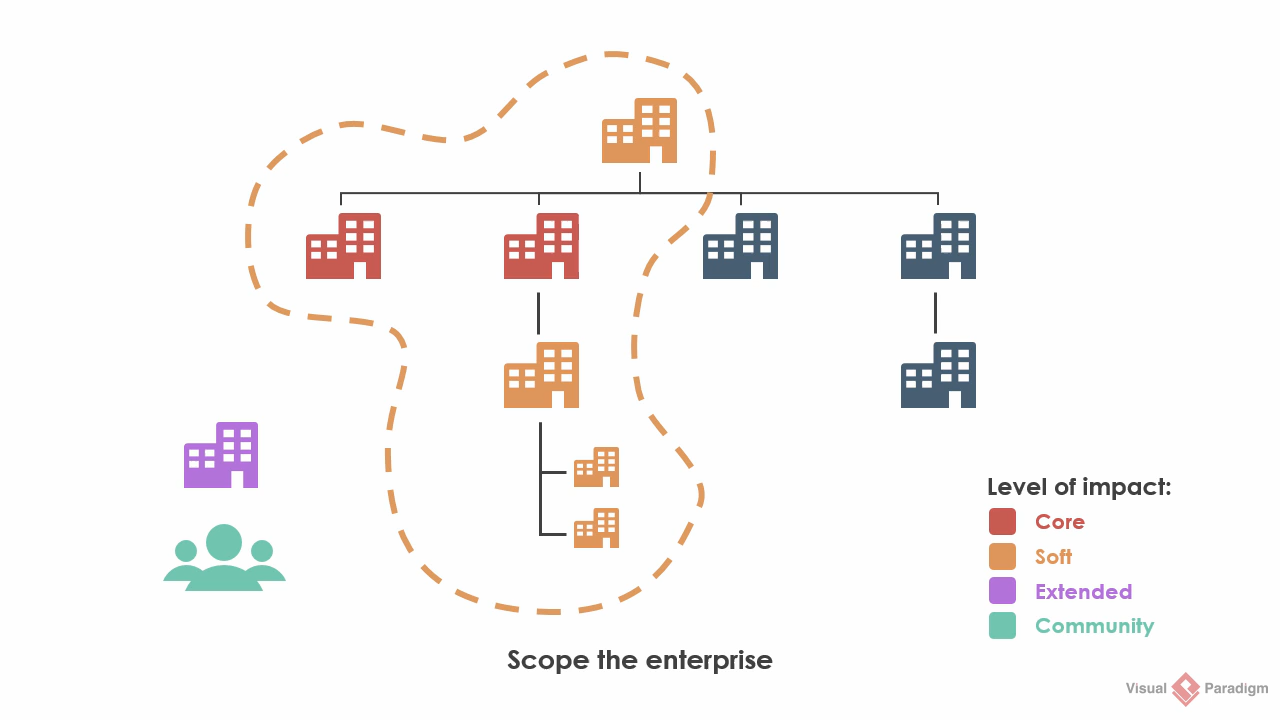 Level of impact:
Core
Soft
Extended
Community
Scope the enterprise
Visual Paradigm